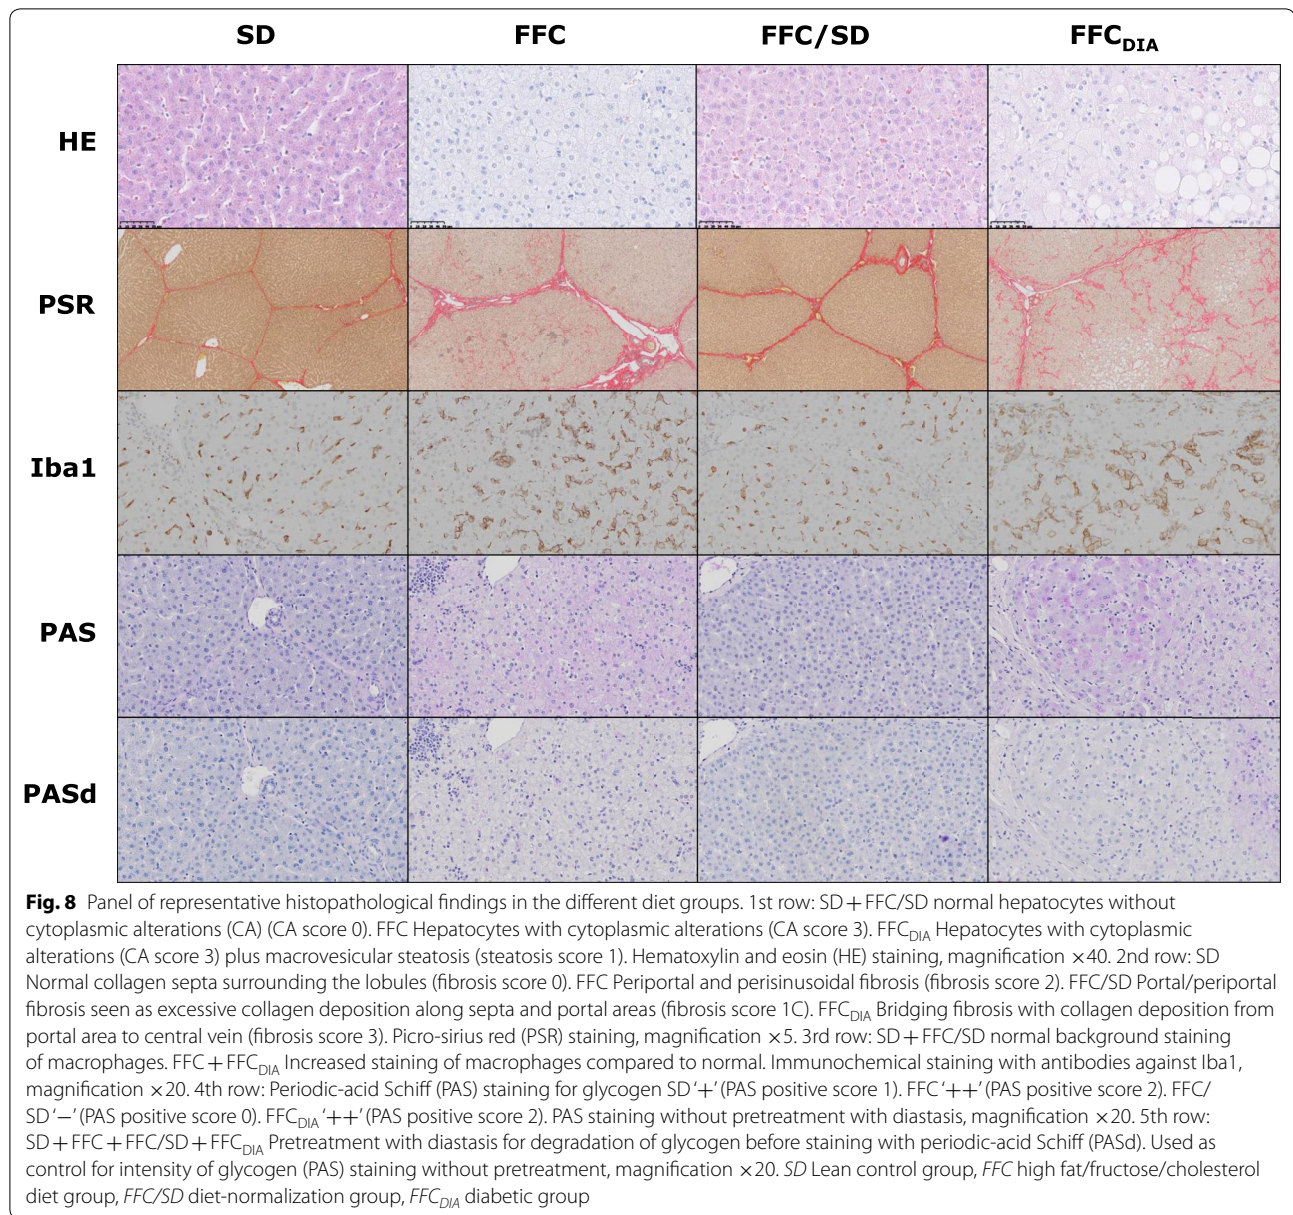 SD FFC FFC/SD FFCDIA
HE
PSR
Iba1
PAS
PASd
Fig. 8 Panel of representative histopathological findings in the different diet groups. 1st row: SD + FFC/SD normal hepatocytes without
cytoplasmic alterations (CA) (CA score 0). FFC Hepatocytes with cytoplasmic alterations (CA score 3). FFCDIA Hepatocytes with cytoplasmic
alterations (CA score 3) plus macrovesicular steatosis (steatosis score 1). Hematoxylin and eosin (HE) staining, magnification ×40. 2nd row: SD
Normal collagen septa surrounding the lobules (fibrosis score 0). FFC Periportal and perisinusoidal fibrosis (fibrosis score 2). FFC/SD Portal/periportal
fibrosis seen as excessive collagen deposition along septa and portal areas (fibrosis score 1C). FFCDIA Bridging fibrosis with collagen deposition from
portal area to central vein (fibrosis score 3). Picro-sirius red (PSR) staining, magnification ×5. 3rd row: SD + FFC/SD normal background staining
of macrophages. FFC + FFCDIA Increased staining of macrophages compared to normal. Immunochemical staining with antibodies against Iba1,
magnification ×20. 4th row: Periodic-acid Schiff (PAS) staining for glycogen SD ‘+’ (PAS positive score 1). FFC ‘++’ (PAS positive score 2). FFC/
SD ‘−’ (PAS positive score 0). FFCDIA ‘++’ (PAS positive score 2). PAS staining without pretreatment with diastasis, magnification ×20. 5th row:
SD + FFC + FFC/SD + FFCDIA Pretreatment with diastasis for degradation of glycogen before staining with periodic-acid Schiff (PASd). Used as
control for intensity of glycogen (PAS) staining without pretreatment, magnification ×20. SD Lean control group, FFC high fat/fructose/cholesterol
diet group, FFC/SD diet-normalization group, FFCDIA diabetic group